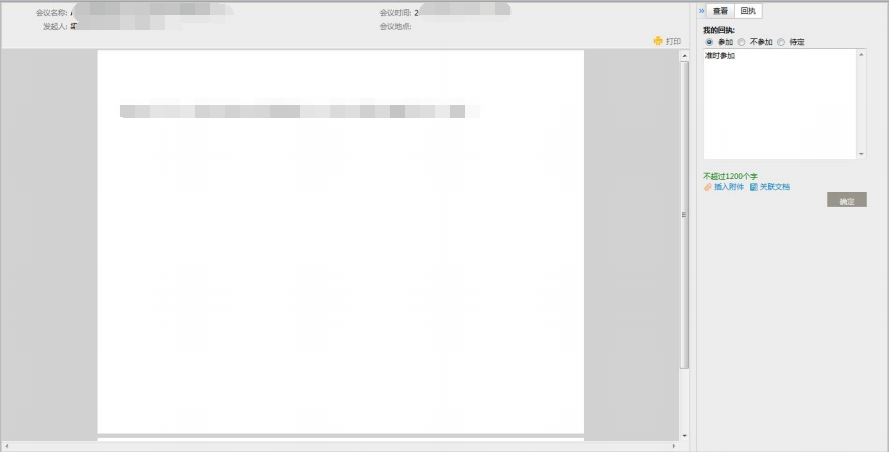 会议名称:
会议时间: 2
发起人:
会议地点:
打印
查看 回执
我的回执:
参加 不参加 待定
准时参加
不超过1200个字
插入附件 关联文档
确定